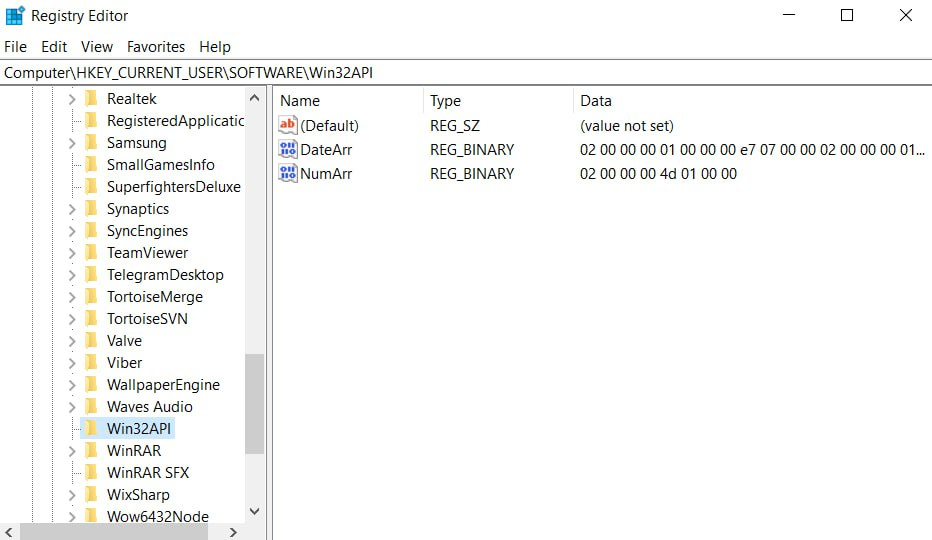 Registry Editor
File Edit View Favorites Help
Computer\HKEY_CURRENT_USER\SOFTWARE\Win32API
Realtek
RegisteredApplicatic
Samsung
SmallGamesInfo
SuperfightersDeluxe
Synaptics
SyncEngines
TeamViewer
TelegramDesktop
TortoiseMerge
TortoiseSVN
Valve
Viber
WallpaperEngine
Waves Audio
Win32API
WinRAR
WinRAR SFX
WixSharp
Wow6432Node
Name Type Data
(Default) REG_SZ (value not set)
DateArr REG_BINARY 02 00 00 00 01 00 00 00 e7 07 00 00 02 00 00 00 01...
NumArr REG_BINARY 02 00 00 00 4d 01 00 00